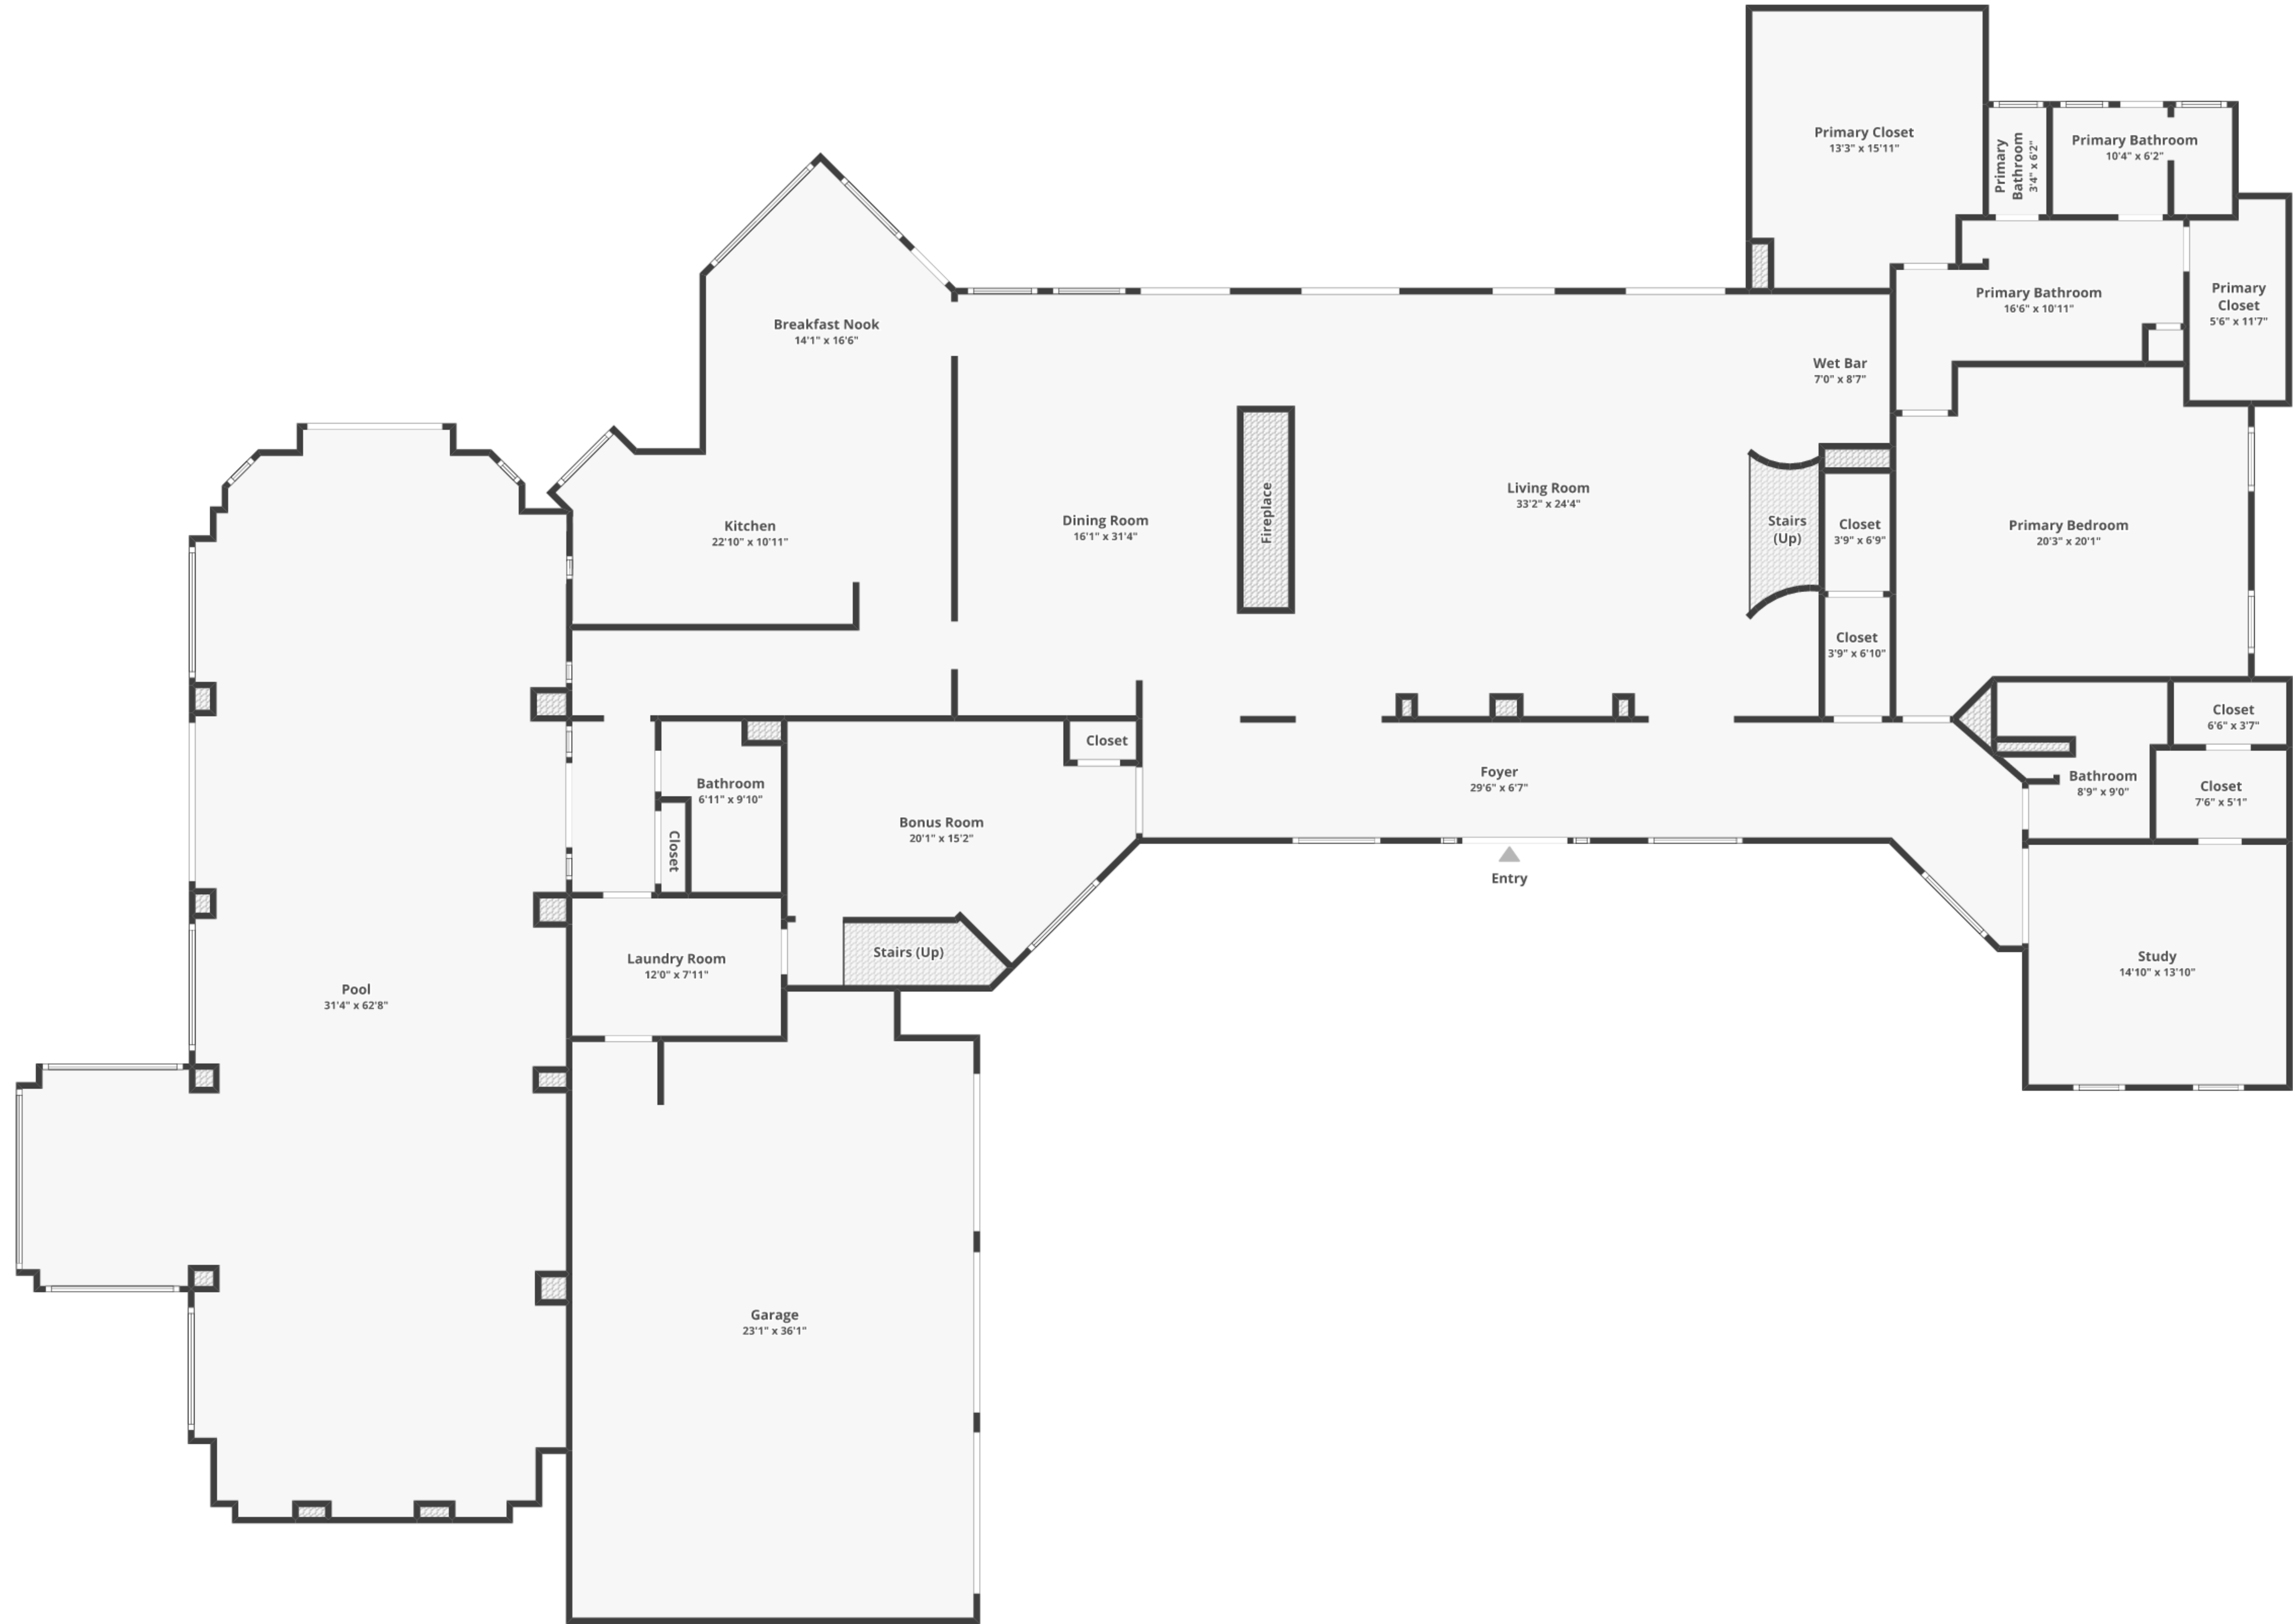 Primary Closet
13'3" x 15'11"
Primary
Bathroom
3'4" x 6'2"
Primary Bathroom
10'4" x 6'2"
Primary Bathroom
16'6" x 10'11"
Primary
Closet
5'6" x 11'7"
Breakfast Nook
14'1" x 16'6"
Wet Bar
7'0" x 8'7"
Kitchen
22'10" x 10'11"
Dining Room
16'1" x 31'4"
Fireplace
Living Room
33'2" x 24'4"
Stairs
(Up)
Closet
3'9" x 6'9"
Primary Bedroom
20'3" x 20'1"
Closet
3'9" x 6'10"
Closet
6'6" x 3'7"
Closet
Bathroom
6'11" x 9'10"
Closet
Bonus Room
20'1" x 15'2"
Foyer
29'6" x 6'7"
Bathroom
8'9" x 9'0"
Closet
7'6" x 5'1"
Entry
Stairs (Up)
Laundry Room
12'0" x 7'11"
Study
14'10" x 13'10"
Pool
31'4" x 62'8"
Garage
23'1" x 36'1"